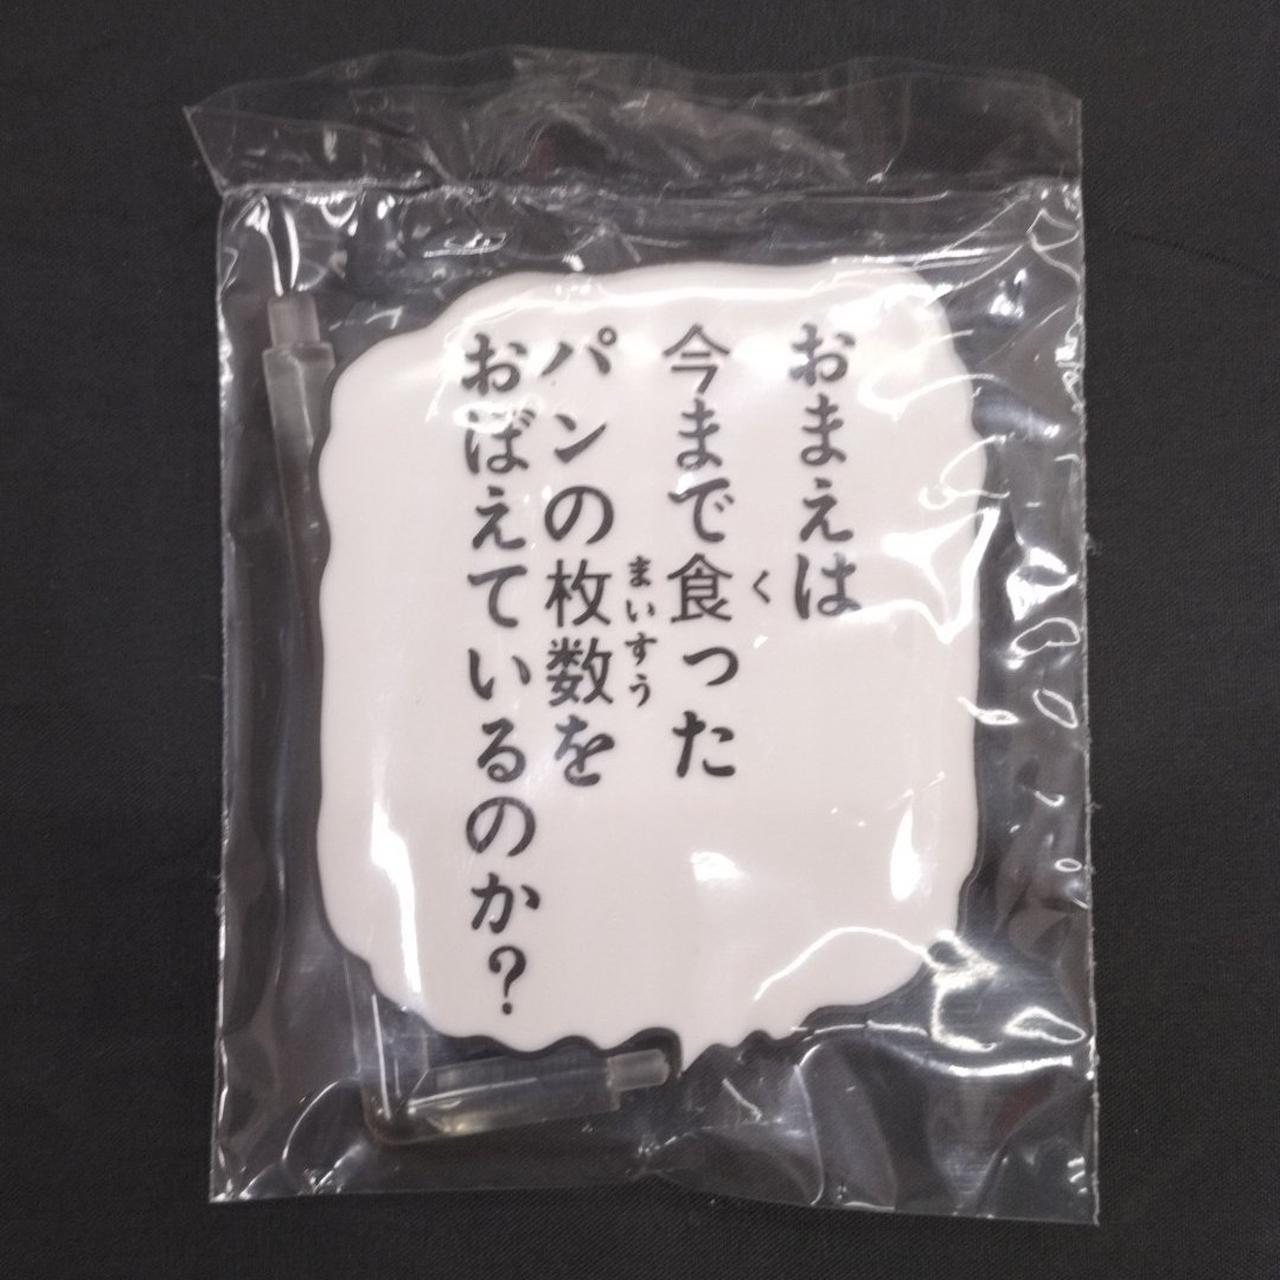 おまえは
今まで食った
パンの枚数を
おぼえているのか?